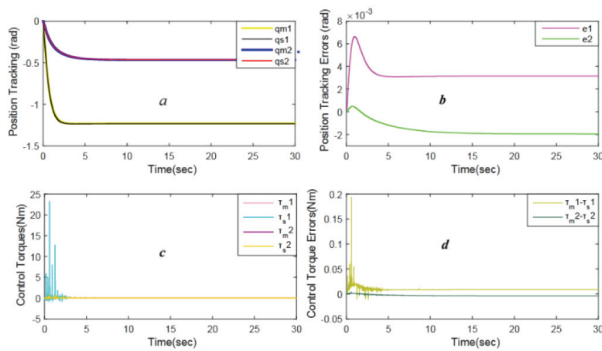 Position Tracking (rad)
0
-0.5
-1
-1.5
0 5 10 15 20 25 30
Time(sec)
qm1
qs1
qm2
qs2
a
Position Tracking Errors (rad)
8
6
4
2
0
-2
×10⁻³
0 5 10 15 20 25 30
Time(sec)
e1
e2
b
Control Torques(Nm)
25
20
15
10
5
0
-5
0 5 10 15 20 25 30
Time(sec)
τm1
τs1
τm2
τs2
c
Control Torque Errors(Nm)
0.2
0.15
0.1
0.05
0
-0.05
0 5 10 15 20 25 30
Time(sec)
τm1-τs1
τm2-τs2
d